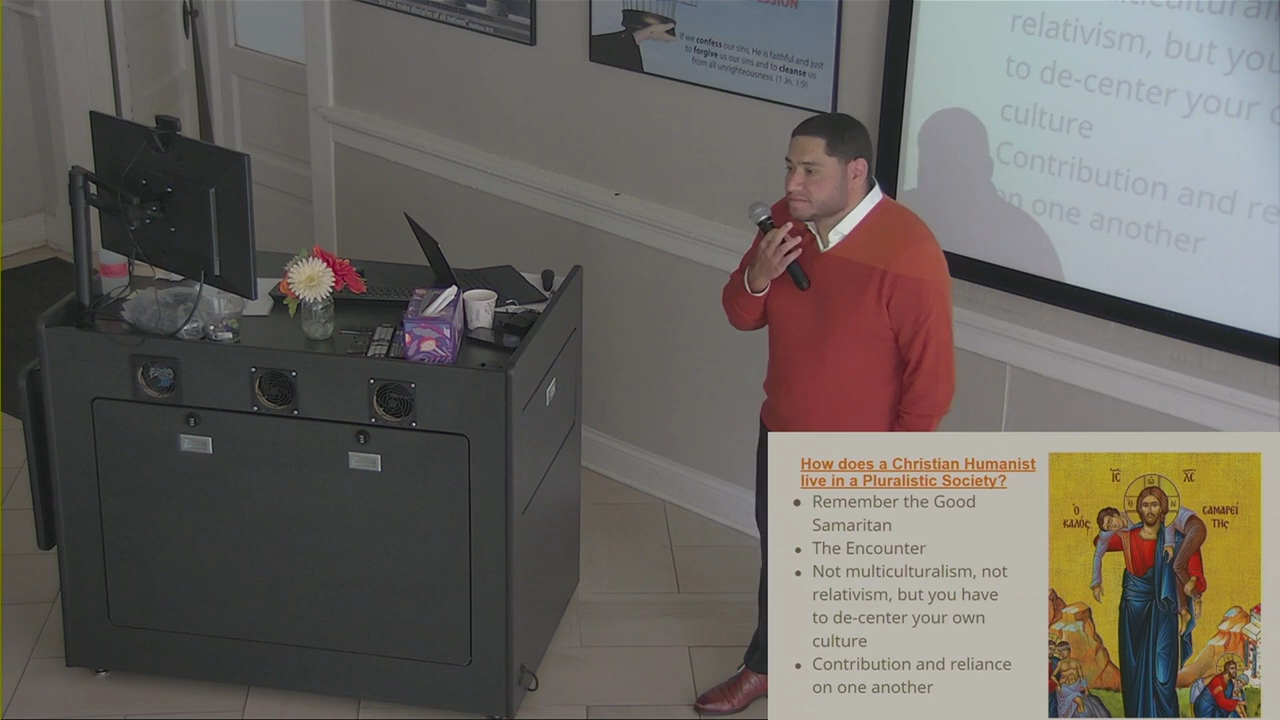 If we confess our sins, He is faithful and just
to forgive us our sins and to cleanse us
from all unrighteousness. (1 Jn. 1:9)
relativism, but you
to de-center your
culture
Contribution and re
on one another
How does a Christian Humanist
live in a Pluralistic Society?
• Remember the Good
Samaritan
• The Encounter
• Not multiculturalism, not
relativism, but you have
to de-center your own
culture
• Contribution and reliance
on one another
ὁ
καλός
ϹΑΜΑΡΕΙ
ΤΗϹ